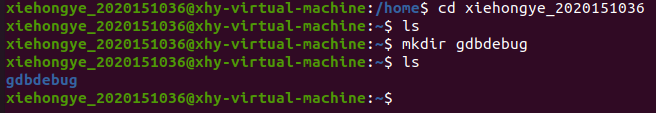 xiehongye_2020151036@xhy-virtual-machine:/home$ cd xiehongye_2020151036
xiehongye_2020151036@xhy-virtual-machine:~$ ls
xiehongye_2020151036@xhy-virtual-machine:~$ mkdir gdbdebug
xiehongye_2020151036@xhy-virtual-machine:~$ ls
gdbdebug
xiehongye_2020151036@xhy-virtual-machine:~$